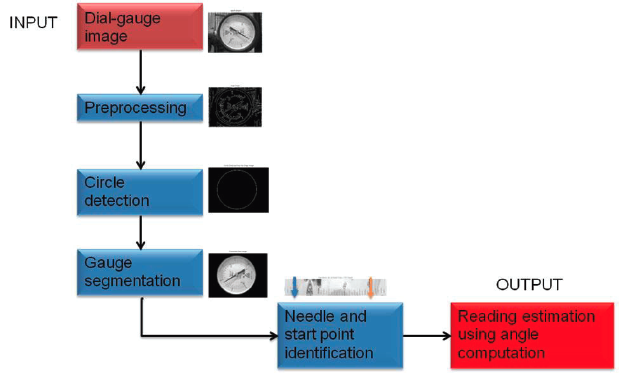 INPUT
Dial-gauge
image
Preprocessing
Circle
detection
Gauge
segmentation
Needle and
start point
identification
OUTPUT
Reading estimation
using angle
computation